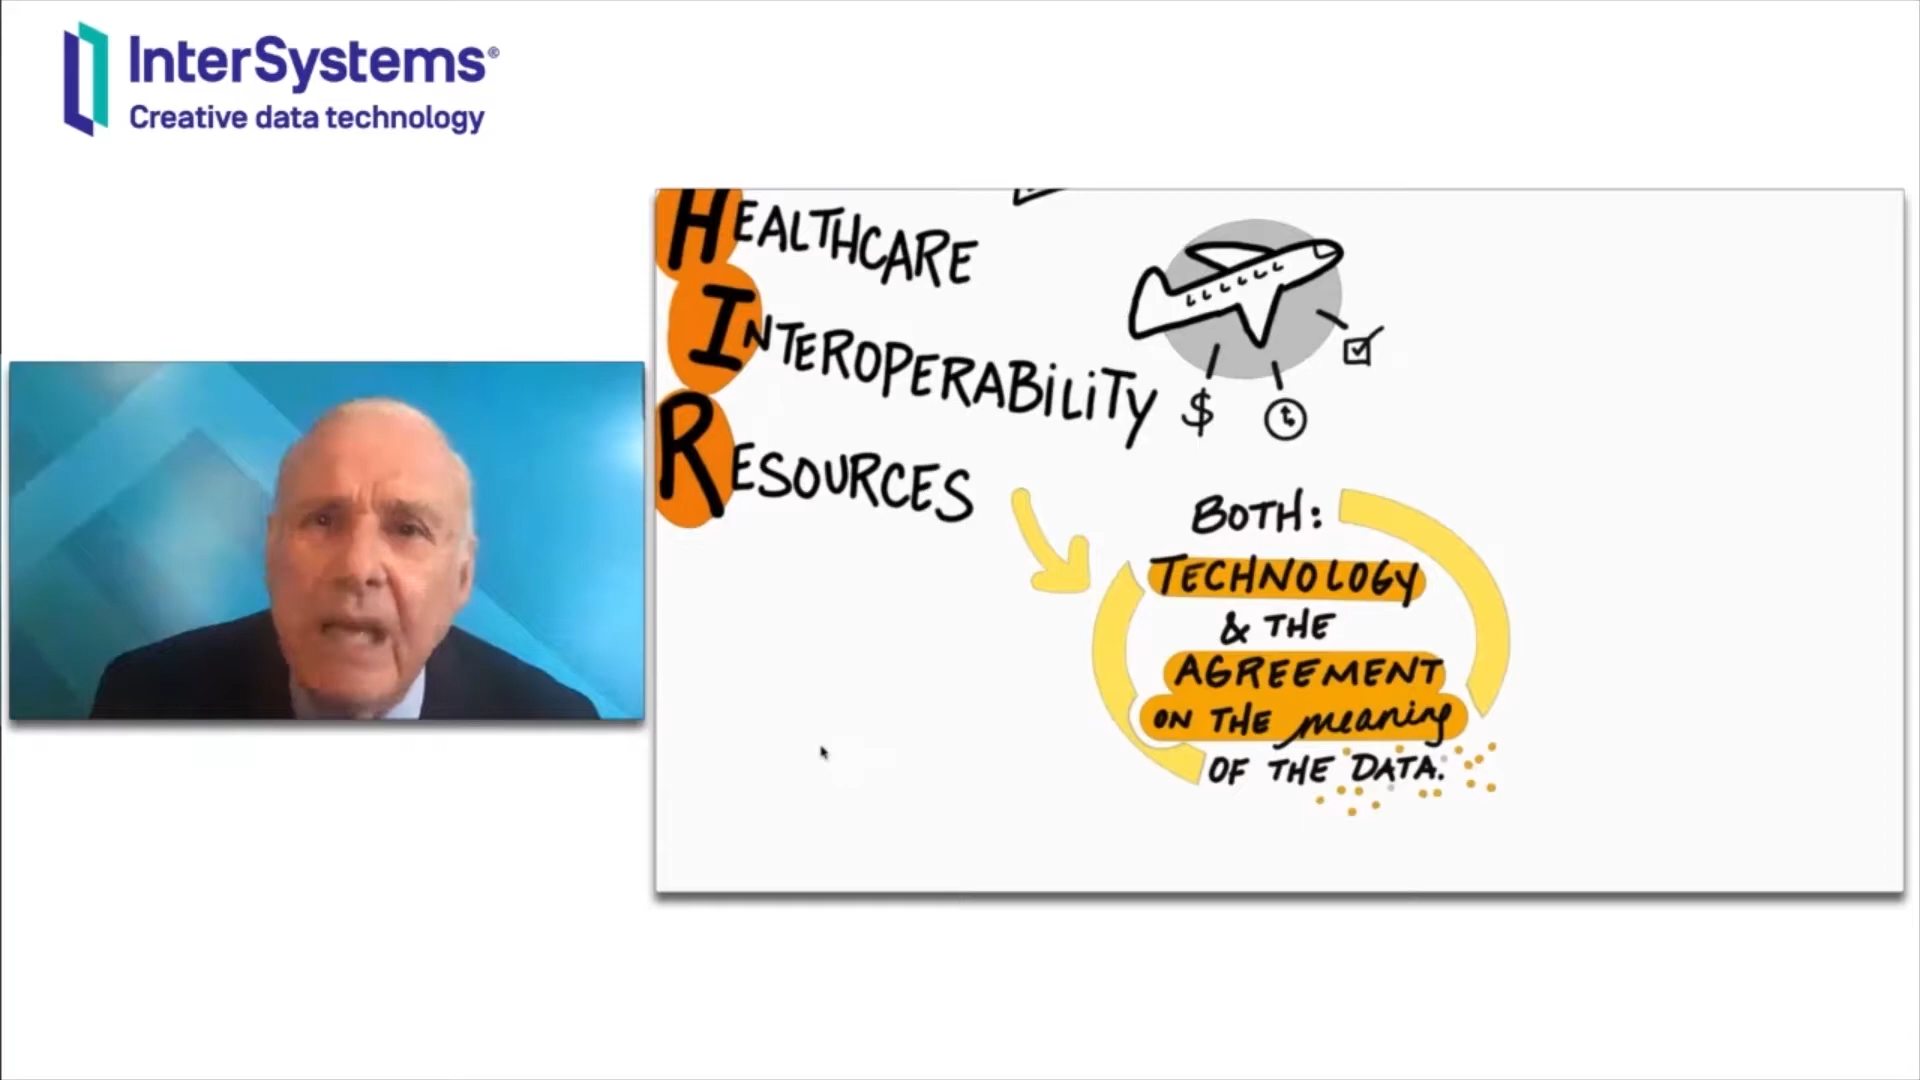 InterSystems®
Creative data technology
HEALTHCARE
INTEROPERABILITY
RESOURCES
$
BOTH:
TECHNOLOGY
& THE
AGREEMENT
ON THE meaning
OF THE DATA.